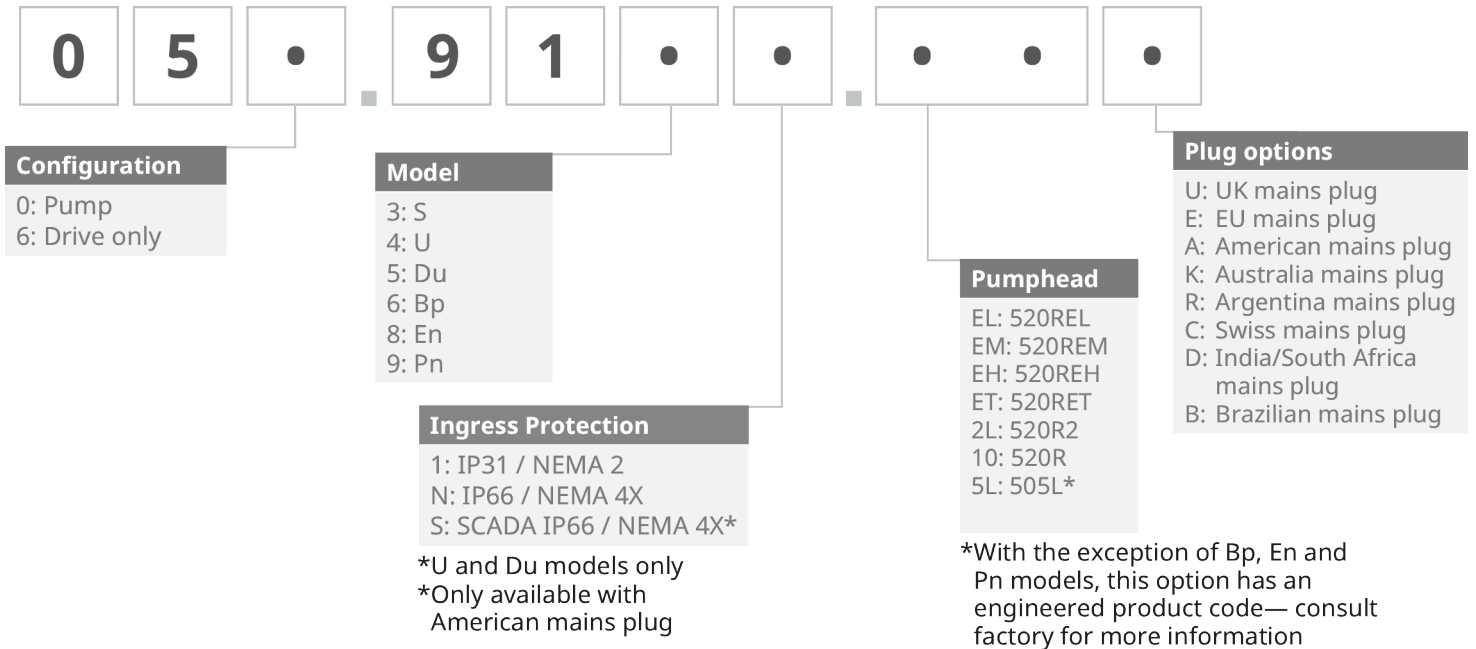 0 5 • . 9 1 • • . • • •
Configuration
0: Pump
6: Drive only
Model
3: S
4: U
5: Du
6: Bp
8: En
9: Pn
Ingress Protection
1: IP31 / NEMA 2
N: IP66 / NEMA 4X
S: SCADA IP66 / NEMA 4X*
*U and Du models only
*Only available with
American mains plug
Pumphead
EL: 520REL
EM: 520REM
EH: 520REH
ET: 520RET
2L: 520R2
10: 520R
5L: 505L*
*With the exception of Bp, En and
Pn models, this option has an
engineered product code— consult
factory for more information
Plug options
U: UK mains plug
E: EU mains plug
A: American mains plug
K: Australia mains plug
R: Argentina mains plug
C: Swiss mains plug
D: India/South Africa
mains plug
B: Brazilian mains plug